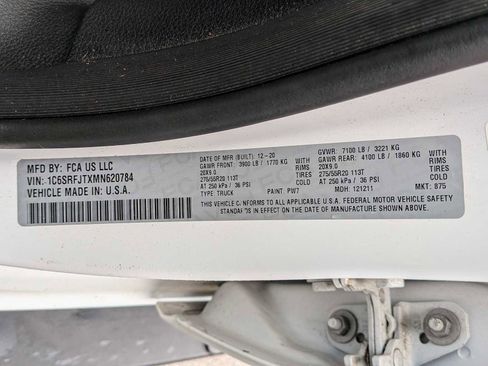 MFD BY: FCA US LLC
VIN: 1C6SRFJTXMN620784
VEHICLE MADE IN U.S.A.
DATE OF MFR (BUILT): 12-20
GAWR FRONT: 3900 LB / 1770 KG WITH
20X9.0 RIMS
275/55R20 113T TIRES
AT 250 kPa / 36 PSI COLD
TYPE: TRUCK PAINT: PW7
GVWR: 7100 LB / 3221 KG
GAWR REAR: 4100 LB / 1860 KG WITH
20X9.0 RIMS
275/55R20 113T TIRES
AT 250 kPa / 36 PSI COLD
MDH: 121211 MKT: 875
THIS VEHICLE CONFORMS TO ALL APPLICABLE U.S.A. FEDERAL MOTOR VEHICLE SAFETY
STANDARDS IN EFFECT ON THE DATE OF MANUFACTURE SHOWN ABOVE.